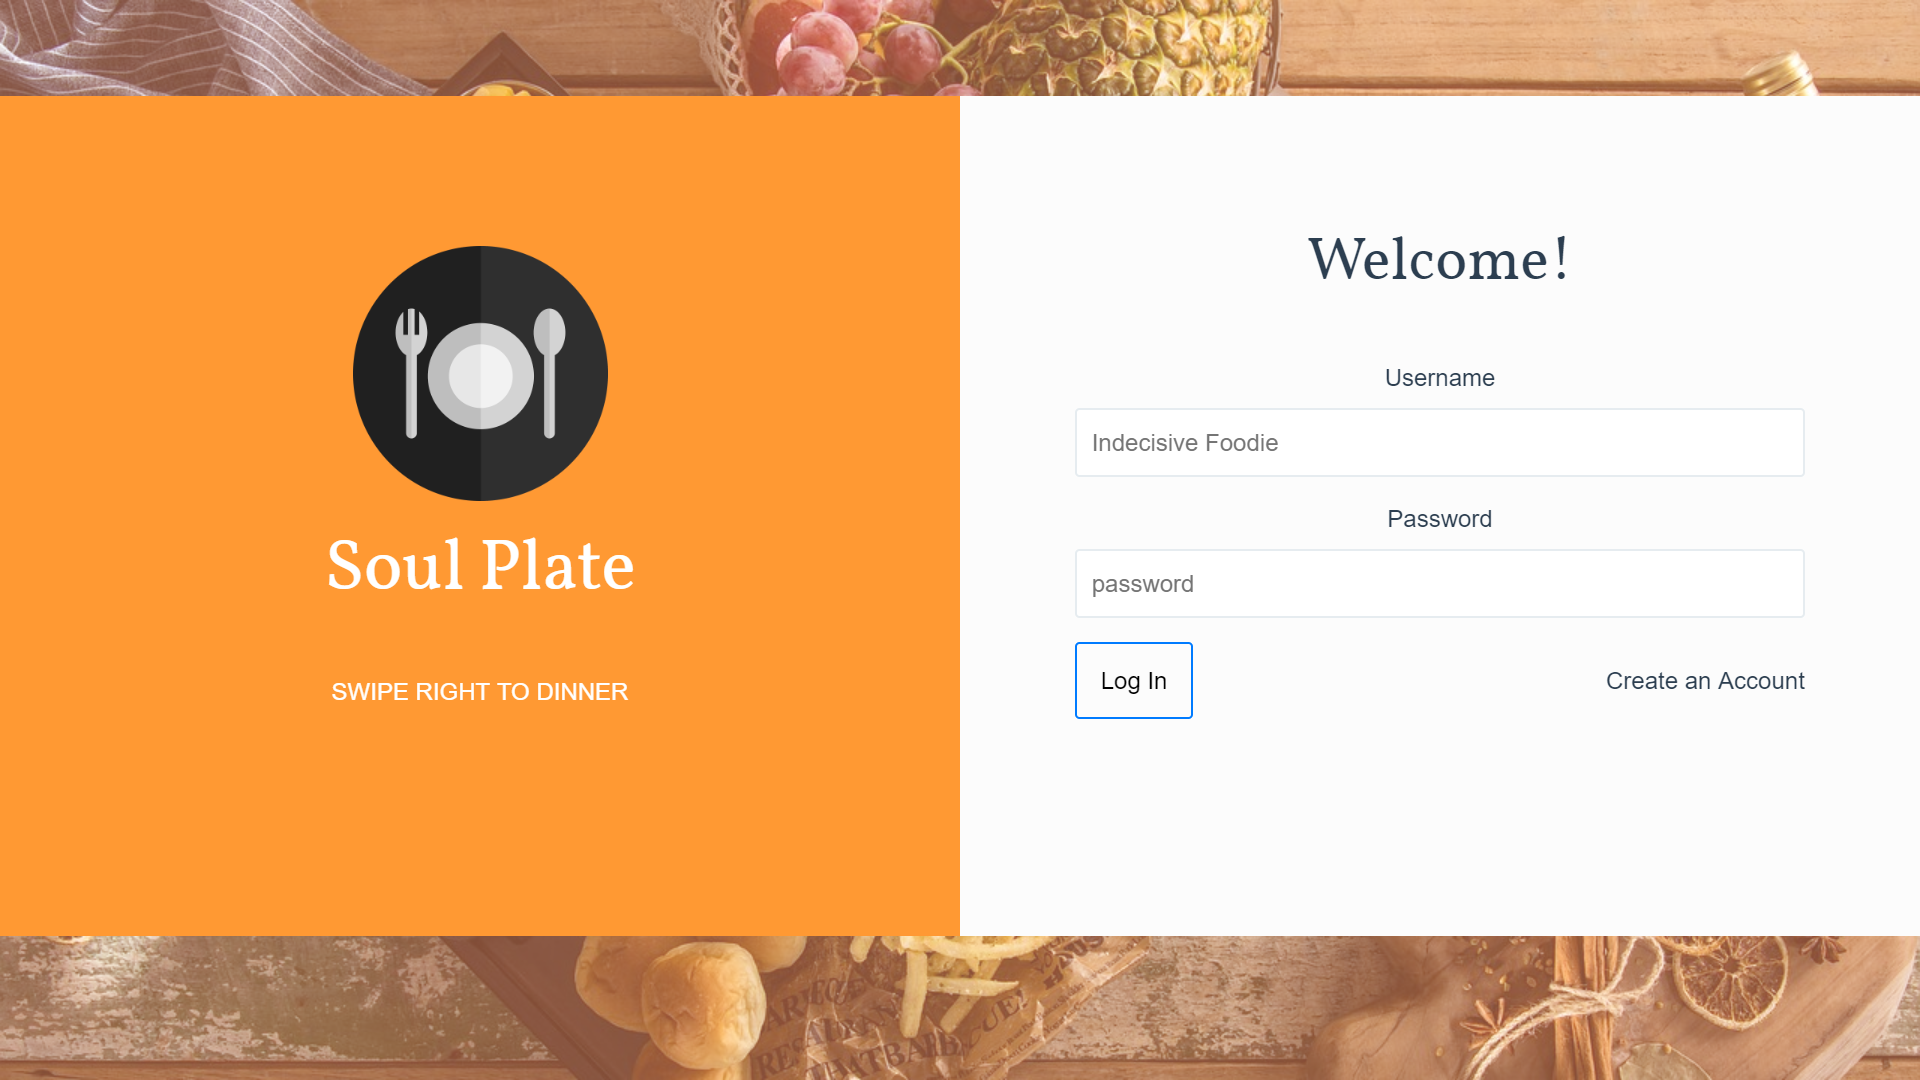 Soul Plate
SWIPE RIGHT TO DINNER
Welcome!
Username
Indecisive Foodie
Password
password
Log In
Create an Account